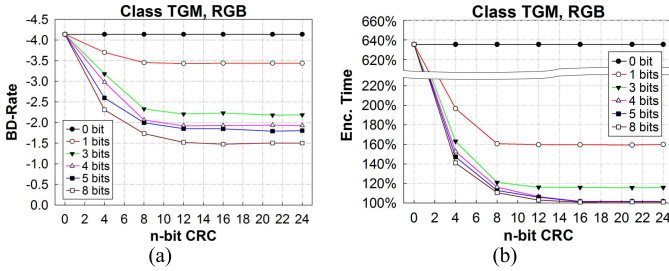 Class TGM, RGB
-4.5
-4.0
-3.5
-3.0
-2.5
-2.0
-1.5
-1.0
-0.5
0.0
BD-Rate
0 bit
1 bits
3 bits
4 bits
5 bits
8 bits
0 2 4 6 8 10 12 14 16 18 20 22 24
n-bit CRC
(a)
Class TGM, RGB
660%
640%
620%
220%
200%
180%
160%
140%
120%
100%
Enc. Time
0 bit
1 bits
3 bits
4 bits
5 bits
8 bits
0 2 4 6 8 10 12 14 16 18 20 22 24
n-bit CRC
(b)